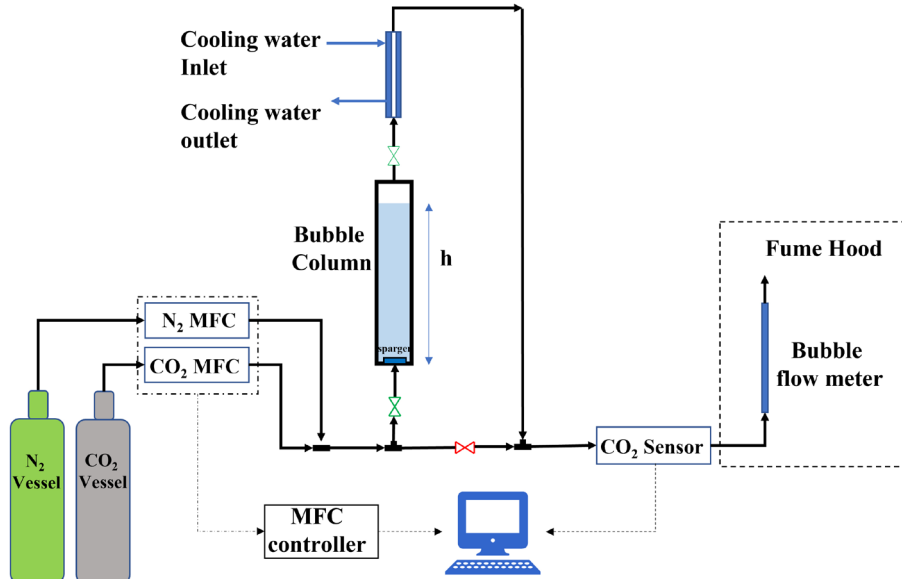 Cooling water
Inlet
Cooling water
outlet
Bubble
Column
h
sparger
Fume Hood
Bubble
flow meter
N₂ MFC
CO₂ MFC
N₂
Vessel
CO₂
Vessel
CO₂ Sensor
MFC
controller